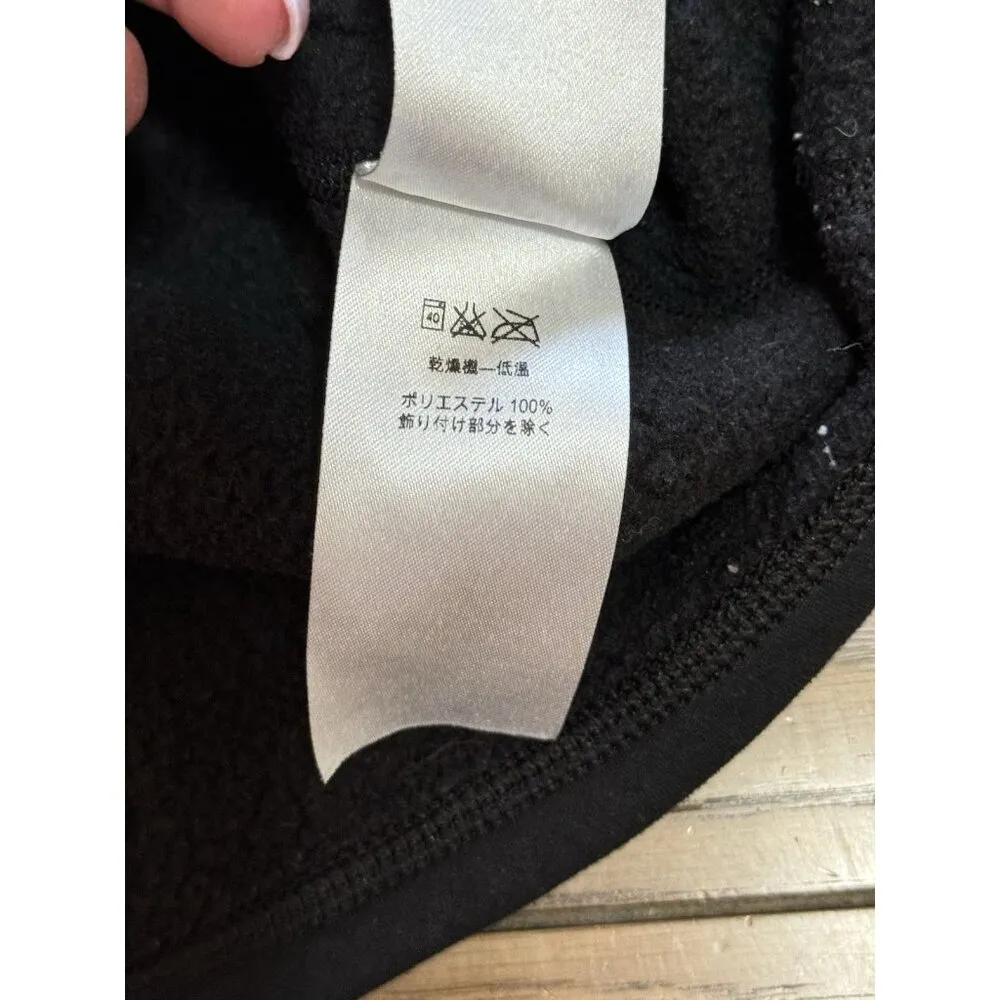 40
乾燥機—低温
ポリエステル 100%
飾り付け部分を除く